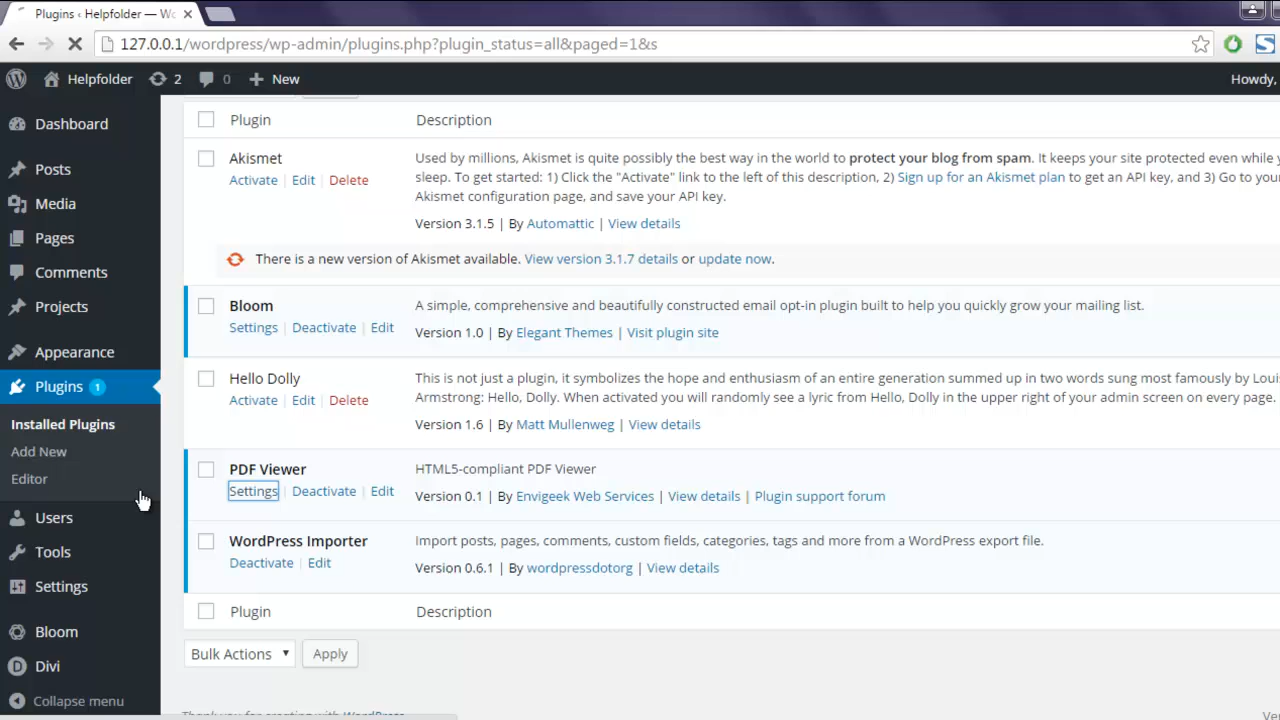 Plugins ‹ Helpfolder — Wo
127.0.0.1/wordpress/wp-admin/plugins.php?plugin_status=all&paged=1&s
Helpfolder 2 0 New Howdy,
Dashboard
Posts
Media
Pages
Comments
Projects
Appearance
Plugins 1
Installed Plugins
Add New
Editor
Users
Tools
Settings
Bloom
Divi
Collapse menu
Plugin Description
Akismet
Activate | Edit | Delete
Used by millions, Akismet is quite possibly the best way in the world to protect your blog from spam. It keeps your site protected even while y
sleep. To get started: 1) Click the "Activate" link to the left of this description, 2) Sign up for an Akismet plan to get an API key, and 3) Go to your
Akismet configuration page, and save your API key.
Version 3.1.5 | By Automattic | View details
There is a new version of Akismet available. View version 3.1.7 details or update now.
Bloom
Settings | Deactivate | Edit
A simple, comprehensive and beautifully constructed email opt-in plugin built to help you quickly grow your mailing list.
Version 1.0 | By Elegant Themes | Visit plugin site
Hello Dolly
Activate | Edit | Delete
This is not just a plugin, it symbolizes the hope and enthusiasm of an entire generation summed up in two words sung most famously by Louis
Armstrong: Hello, Dolly. When activated you will randomly see a lyric from Hello, Dolly in the upper right of your admin screen on every page.
Version 1.6 | By Matt Mullenweg | View details
PDF Viewer
Settings | Deactivate | Edit
HTML5-compliant PDF Viewer
Version 0.1 | By Envigeek Web Services | View details | Plugin support forum
WordPress Importer
Deactivate | Edit
Import posts, pages, comments, custom fields, categories, tags and more from a WordPress export file.
Version 0.6.1 | By wordpressdotorg | View details
Plugin Description
Bulk Actions Apply
Thank you for creating with WordPress.
Ver